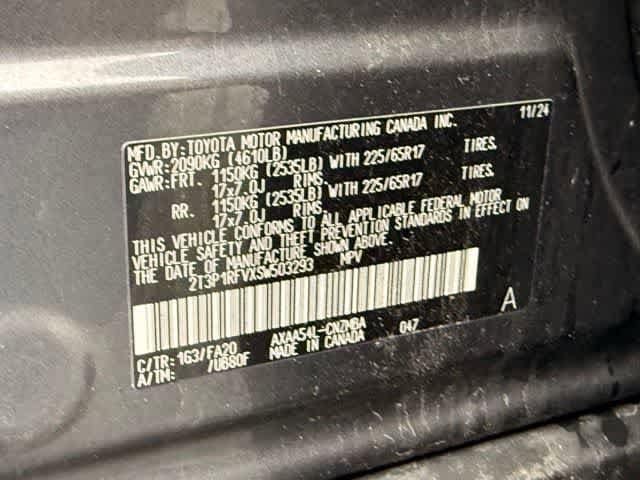 11/24
MFD.BY: TOYOTA MOTOR MANUFACTURING CANADA INC.
GVWR: 2090KG (4610LB)
GAWR: FRT. 1150KG (2535LB) WITH 225/65R17 TIRES,
17x7.0J RIMS,
RR. 1150KG (2535LB) WITH 225/65R17 TIRES,
17x7.0J RIMS,
THIS VEHICLE CONFORMS TO ALL APPLICABLE FEDERAL MOTOR
VEHICLE SAFETY AND THEFT PREVENTION STANDARDS IN EFFECT ON
THE DATE OF MANUFACTURE SHOWN ABOVE.
2T3P1RFVXSW503293 MPV
A
C/TR: 1G3/FA20 AXAA54L-CNZMBA 047
A/TM: /U680F MADE IN CANADA